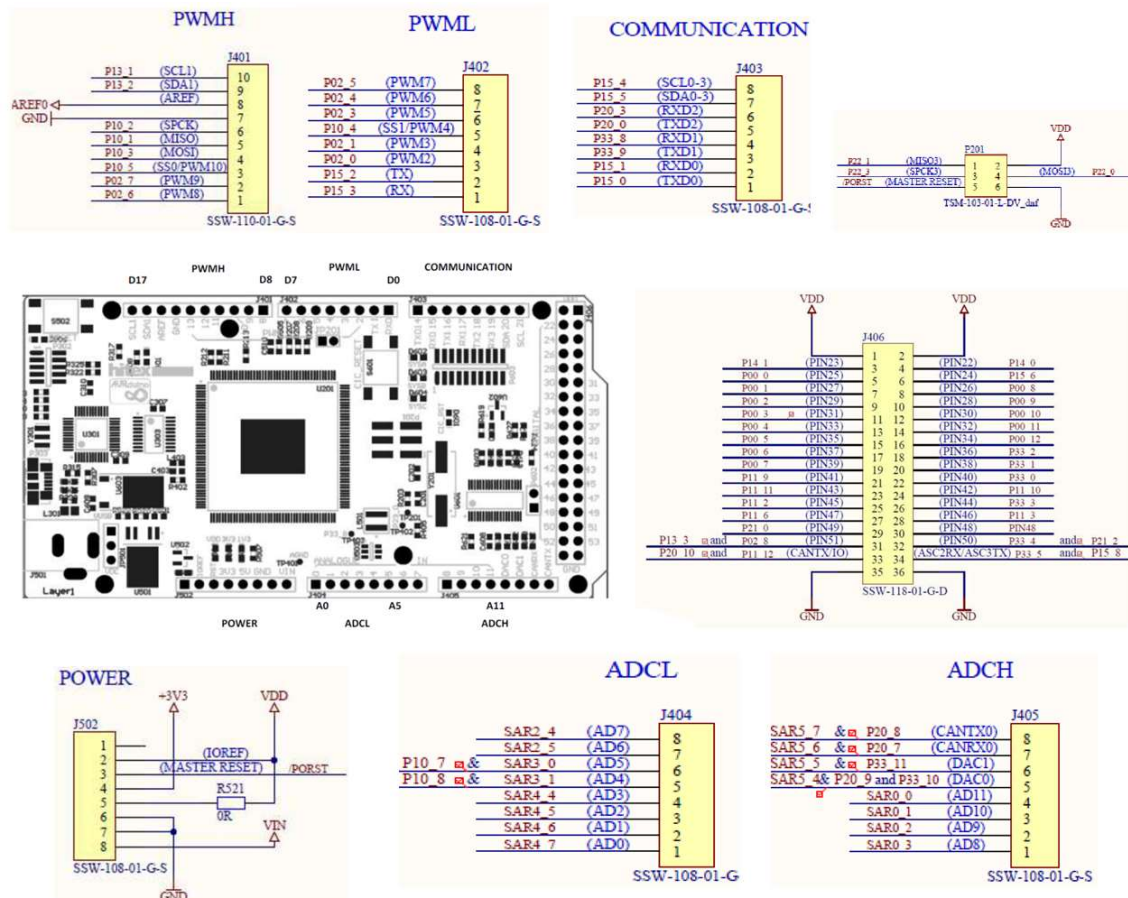 PWMH
J401
P13_1 (SCL1) 10
P13_2 (SDA1) 9
AREF0 (AREF) 8
GND 7
P10_2 (SPCK) 6
P10_1 (MISO) 5
P10_3 (MOSI) 4
P10_5 (SS0/PWM10) 3
P02_7 (PWM9) 2
P02_6 (PWM8) 1
SSW-110-01-G-S
PWML
J402
P02_5 (PWM7) 8
P02_4 (PWM6) 7
P02_3 (PWM5) 6
P10_4 (SS1/PWM4) 5
P02_1 (PWM3) 4
P02_0 (PWM2) 3
P15_2 (TX) 2
P15_3 (RX) 1
SSW-108-01-G-S
COMMUNICATION
J403
P15_4 (SCL0-3) 8
P15_5 (SDA0-3) 7
P20_3 (RXD2) 6
P20_0 (TXD2) 5
P33_8 (RXD1) 4
P33_9 (TXD1) 3
P15_1 (RXD0) 2
P15_0 (TXD0) 1
SSW-108-01-G-S
VDD
P201
P22_1 (MISO3) 1 2
P22_3 (SPCK3) 3 4 (MOSI3) P22_0
/PORST (MASTER RESET) 5 6
TSM-103-01-L-DV_dnf
GND
PWMH PWML COMMUNICATION
D17 D8 D7 D0
J401 J402 J403
S502
U201
S601
U301
U303
J501
U501
Layer1
J502 J404 J405
A0 A5 A11
POWER ADCL ADCH
VDD VDD
J406
1 2
P14_1 (PIN23) 3 4 (PIN22) P14_0
P00_0 (PIN25) 5 6 (PIN24) P15_6
P00_1 (PIN27) 7 8 (PIN26) P00_8
P00_2 (PIN29) 9 10 (PIN28) P00_9
P00_3 (PIN31) 11 12 (PIN30) P00_10
P00_4 (PIN33) 13 14 (PIN32) P00_11
P00_5 (PIN35) 15 16 (PIN34) P00_12
P00_6 (PIN37) 17 18 (PIN36) P33_2
P00_7 (PIN39) 19 20 (PIN38) P33_1
P11_9 (PIN41) 21 22 (PIN40) P33_0
P11_11 (PIN43) 23 24 (PIN42) P11_10
P11_2 (PIN45) 25 26 (PIN44) P33_3
P11_6 (PIN47) 27 28 (PIN46) P11_3
P21_0 (PIN49) 29 30 (PIN48) PIN48
P13_3 and P02_8 (PIN51) 31 32 (PIN50) P33_4 and P21_2
P20_10 and P11_12 (CANTX/IO) 33 34 (ASC2RX/ASC3TX) P33_5 and P15_8
35 36
SSW-118-01-G-D
GND GND
POWER
+3V3 VDD
J502
1
2 (IOREF)
3 (MASTER RESET) /PORST
4
5 R521
0R
6
7 VIN
8
SSW-108-01-G-S
GND
ADCL
J404
SAR2_4 (AD7) 8
SAR2_5 (AD6) 7
P10_7 & SAR3_0 (AD5) 6
P10_8 & SAR3_1 (AD4) 5
SAR4_4 (AD3) 4
SAR4_5 (AD2) 3
SAR4_6 (AD1) 2
SAR4_7 (AD0) 1
SSW-108-01-G-S
ADCH
J405
SAR5_7 & P20_8 (CANTX0) 8
SAR5_6 & P20_7 (CANRX0) 7
SAR5_5 & P33_11 (DAC1) 6
SAR5_4& P20_9 and P33_10 (DAC0) 5
SAR0_0 (AD11) 4
SAR0_1 (AD10) 3
SAR0_2 (AD9) 2
SAR0_3 (AD8) 1
SSW-108-01-G-S